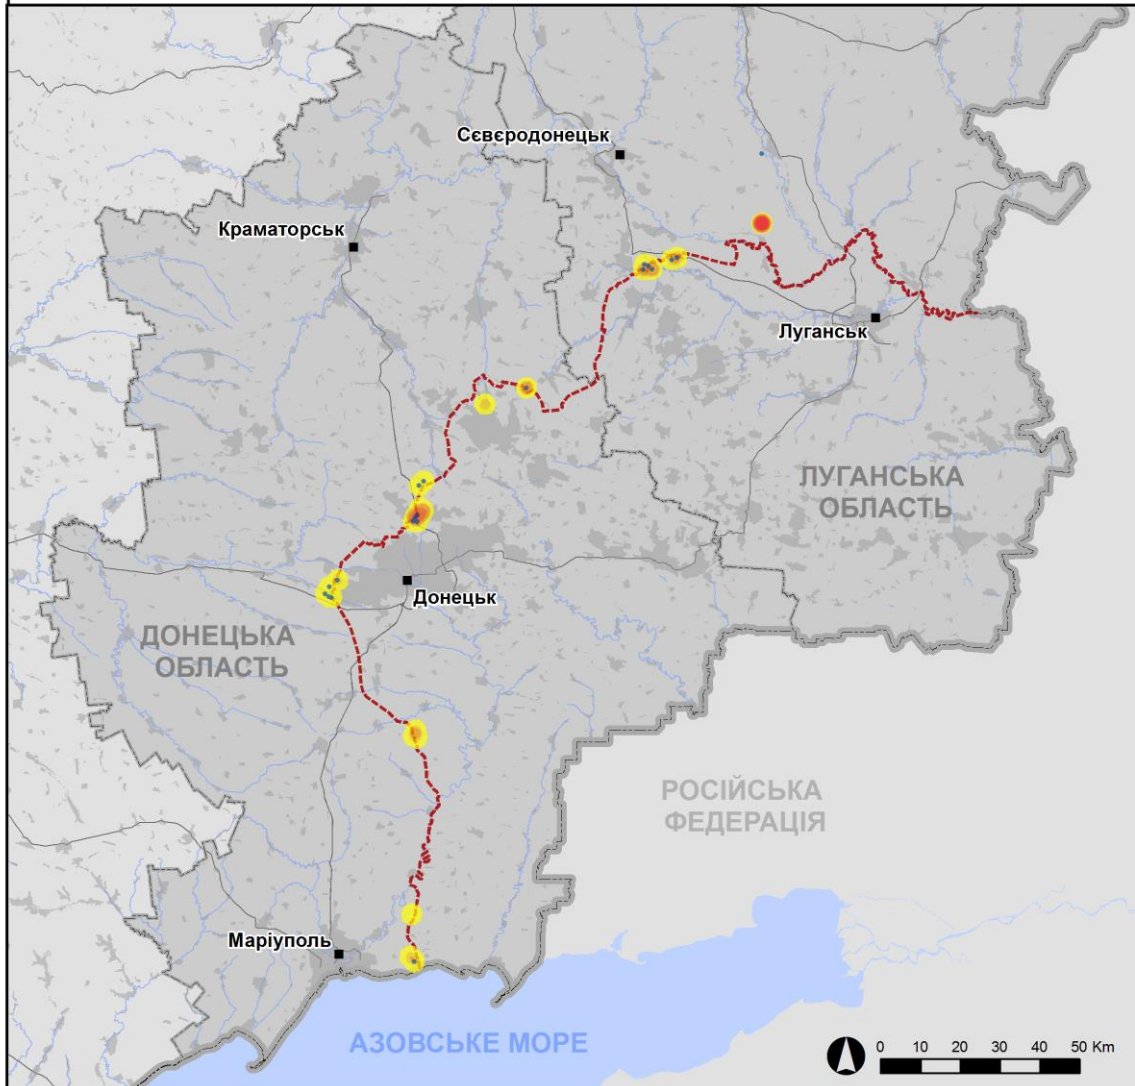 Сєвєродонецьк
Краматорськ
Луганськ
ЛУГАНСЬКА
ОБЛАСТЬ
Донецьк
ДОНЕЦЬКА
ОБЛАСТЬ
РОСІЙСЬКА
ФЕДЕРАЦІЯ
Маріуполь
АЗОВСЬКЕ МОРЕ
0 10 20 30 40 50 Km